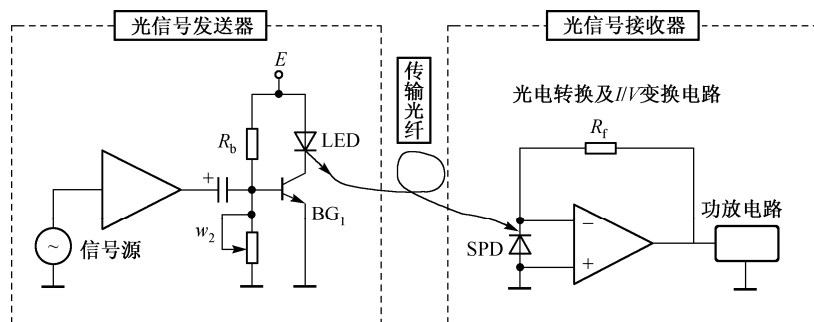 光信号发送器
光信号接收器
E
传输光纤
光电转换及I/V变换电路
R_b
LED
R_f
+
BG₁
w₂
信号源
~
SPD
−
+
功放电路